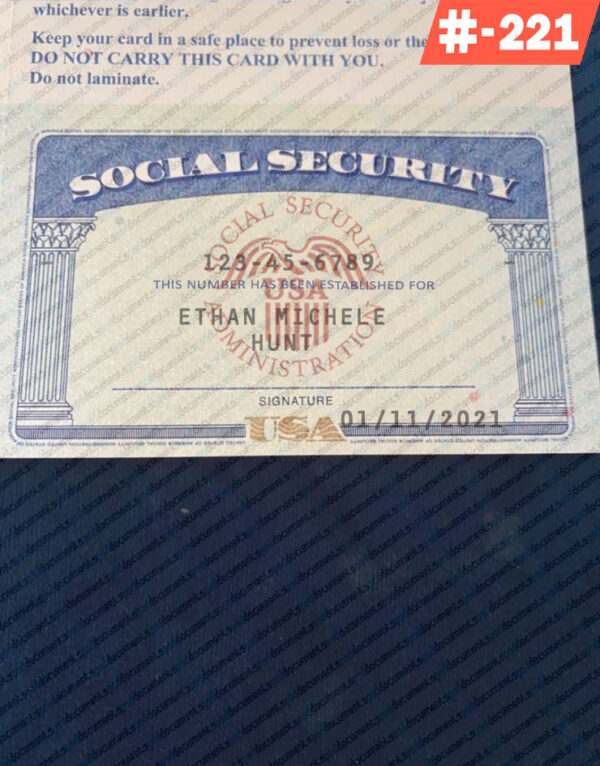 whichever is earlier.
#-221
Keep your card in a safe place to prevent loss or the
DO NOT CARRY THIS CARD WITH YOU.
Do not laminate.
SOCIAL SECURITY
SOCIAL SECURITY
123-45-6789
THIS NUMBER HAS BEEN ESTABLISHED FOR
USA
ETHAN MICHELE
HUNT
ADMINISTRATION
SIGNATURE
USA
01/11/2021